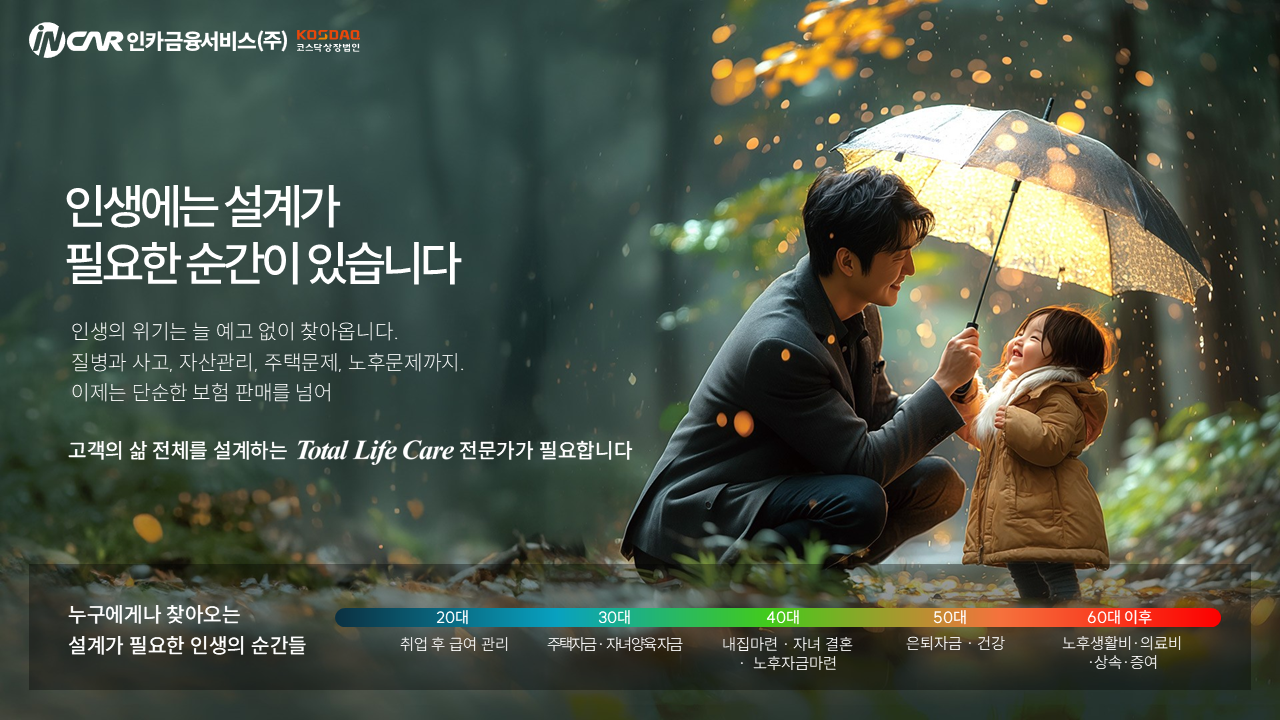 iNCAR 인카금융서비스(주) KOSDAQ
코스닥상장법인
인생에는 설계가
필요한 순간이 있습니다
인생의 위기는 늘 예고 없이 찾아옵니다.
질병과 사고, 자산관리, 주택문제, 노후문제까지.
이제는 단순한 보험 판매를 넘어
고객의 삶 전체를 설계하는 Total Life Care 전문가가 필요합니다
누구에게나 찾아오는
설계가 필요한 인생의 순간들
20대 30대 40대 50대 60대 이후
취업 후 급여 관리 주택자금·자녀양육자금 내집마련 · 자녀 결혼 은퇴자금 · 건강 노후생활비·의료비
· 노후자금마련 ·상속·증여